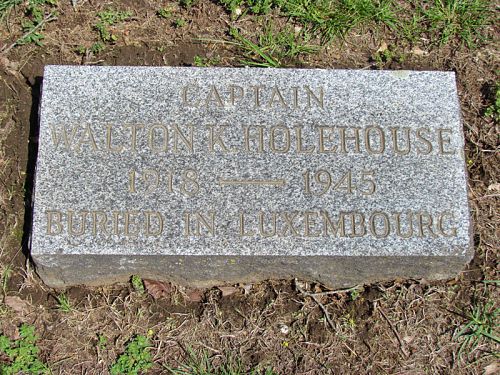 CAPTAIN
WALTON K. HOLEHOUSE
1918 — 1945
BURIED IN LUXEMBOURG